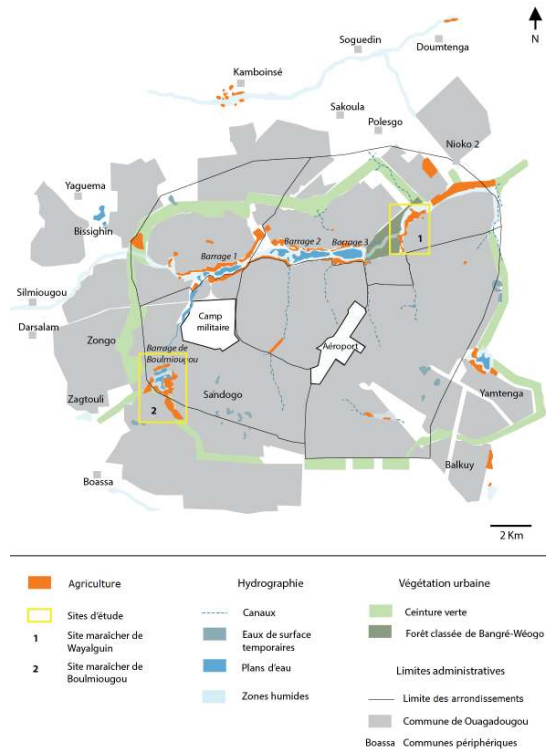 N
Soguedin
Doumtenga
Kamboinsé
Sakoula
Polesgo
Nioko 2
Yaguema
Bissighin
Barrage 1
Barrage 2
Barrage 3
1
Silmiougou
Darsalam
Camp
militaire
Zongo
Barrage de
Boulmiougou
Aéroport
Zagtouli
2
Sandogo
Yamtenga
Boassa
Balkuy
2 Km
Agriculture
Sites d'étude
1 Site maraîcher de
Wayalguin
2 Site maraîcher de
Boulmiougou
Hydrographie
Canaux
Eaux de surface
temporaires
Plans d'eau
Zones humides
Végétation urbaine
Ceinture verte
Forêt classée de Bangré-Wéogo
Limites administratives
Limite des arrondissements
Commune de Ouagadougou
Boassa Communes périphériques